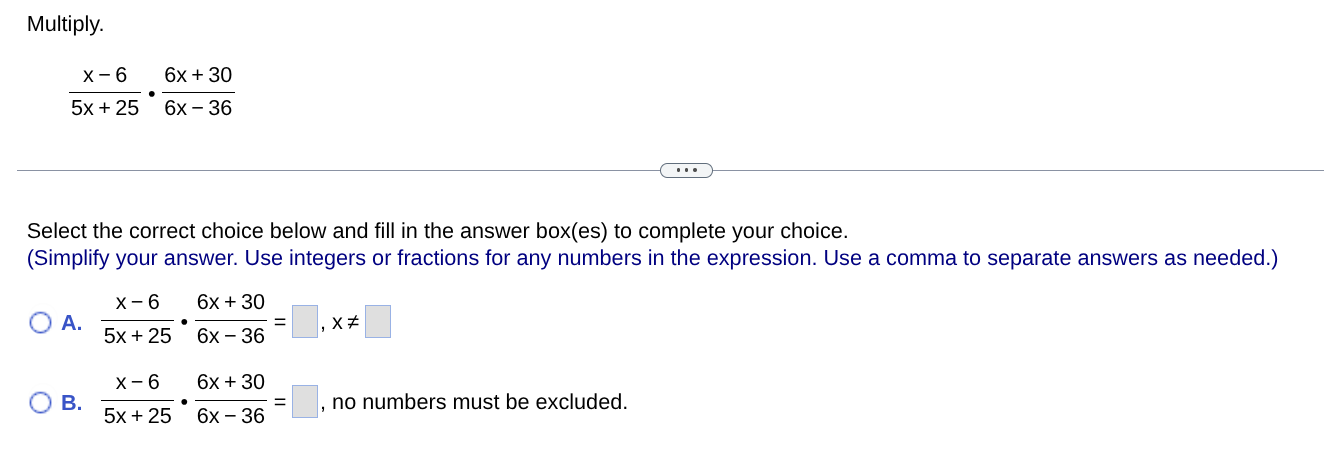 Multiply.
x − 6 6x + 30
•
5x + 25 6x − 36
Select the correct choice below and fill in the answer box(es) to complete your choice.
(Simplify your answer. Use integers or fractions for any numbers in the expression. Use a comma to separate answers as needed.)
x − 6 6x + 30
A. • = , x ≠
5x + 25 6x − 36
x − 6 6x + 30
B. • = , no numbers must be excluded.
5x + 25 6x − 36